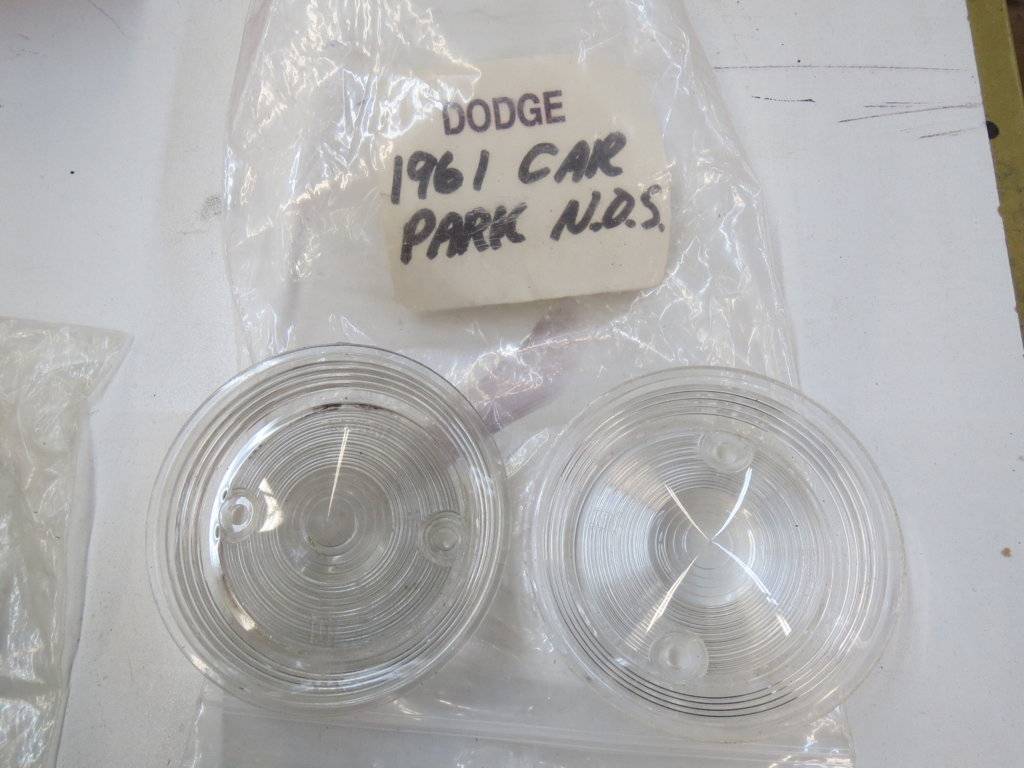 DODGE
1961 CAR
PARK N.O.S.